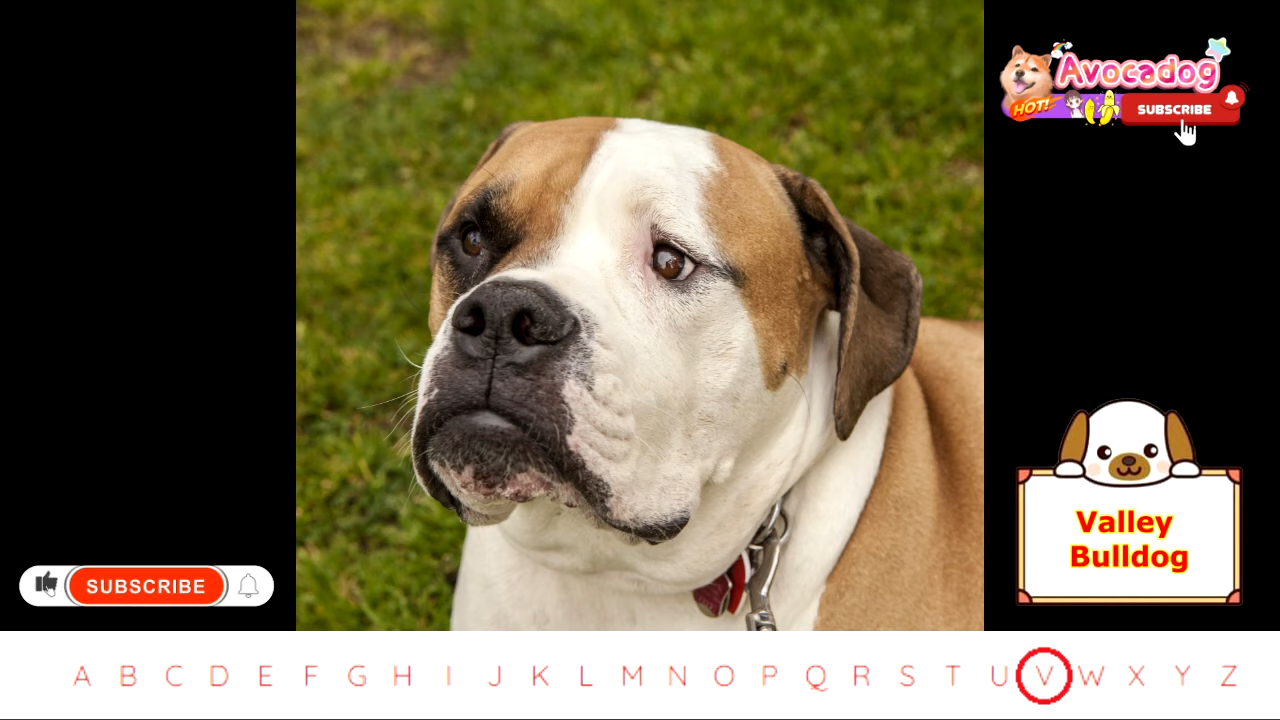 Avocadog
HOT!
SUBSCRIBE
Valley
Bulldog
SUBSCRIBE
A B C D E F G H I J K L M N O P Q R S T U V W X Y Z